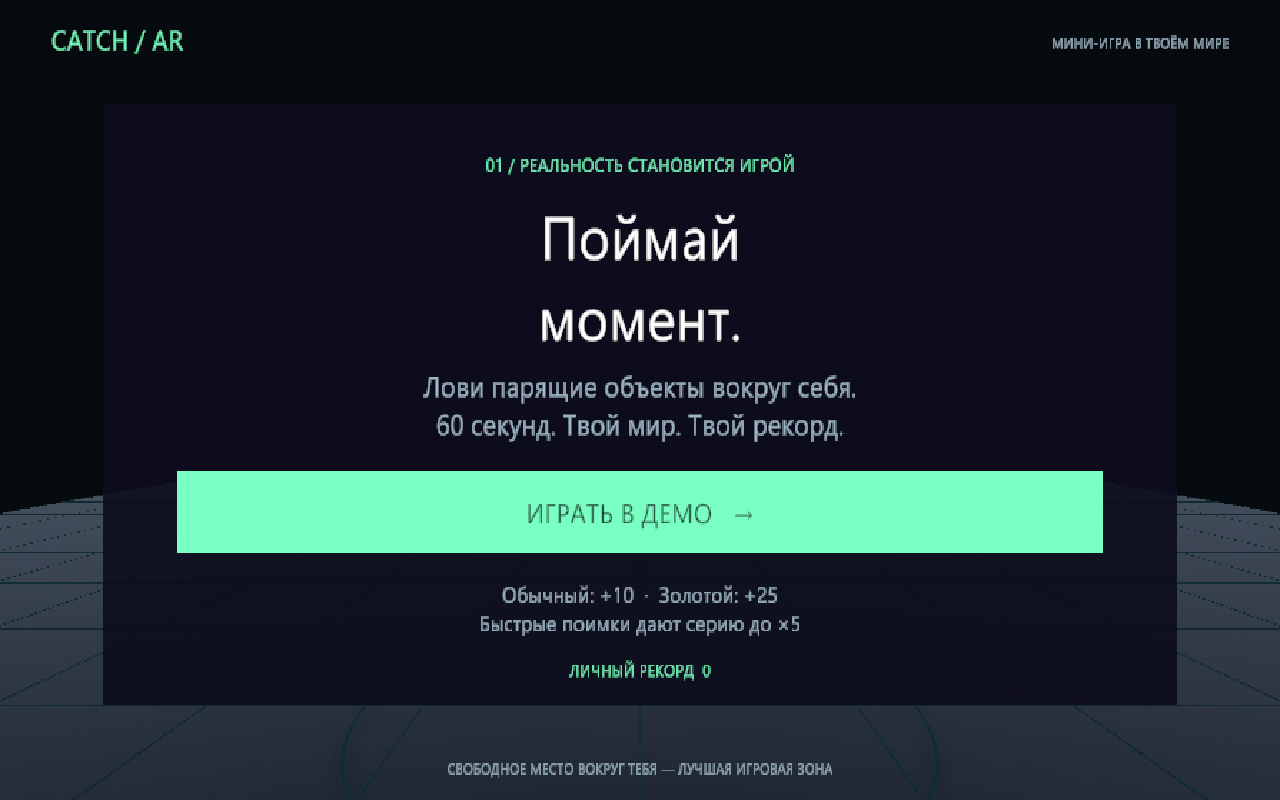 CATCH / AR
МИНИ-ИГРА В ТВОЁМ МИРЕ
01 / РЕАЛЬНОСТЬ СТАНОВИТСЯ ИГРОЙ
Поймай
момент.
Лови парящие объекты вокруг себя.
60 секунд. Твой мир. Твой рекорд.
ИГРАТЬ В ДЕМО →
Обычный: +10 · Золотой: +25
Быстрые поимки дают серию до ×5
ЛИЧНЫЙ РЕКОРД 0
СВОБОДНОЕ МЕСТО ВОКРУГ ТЕБЯ — ЛУЧШАЯ ИГРОВАЯ ЗОНА